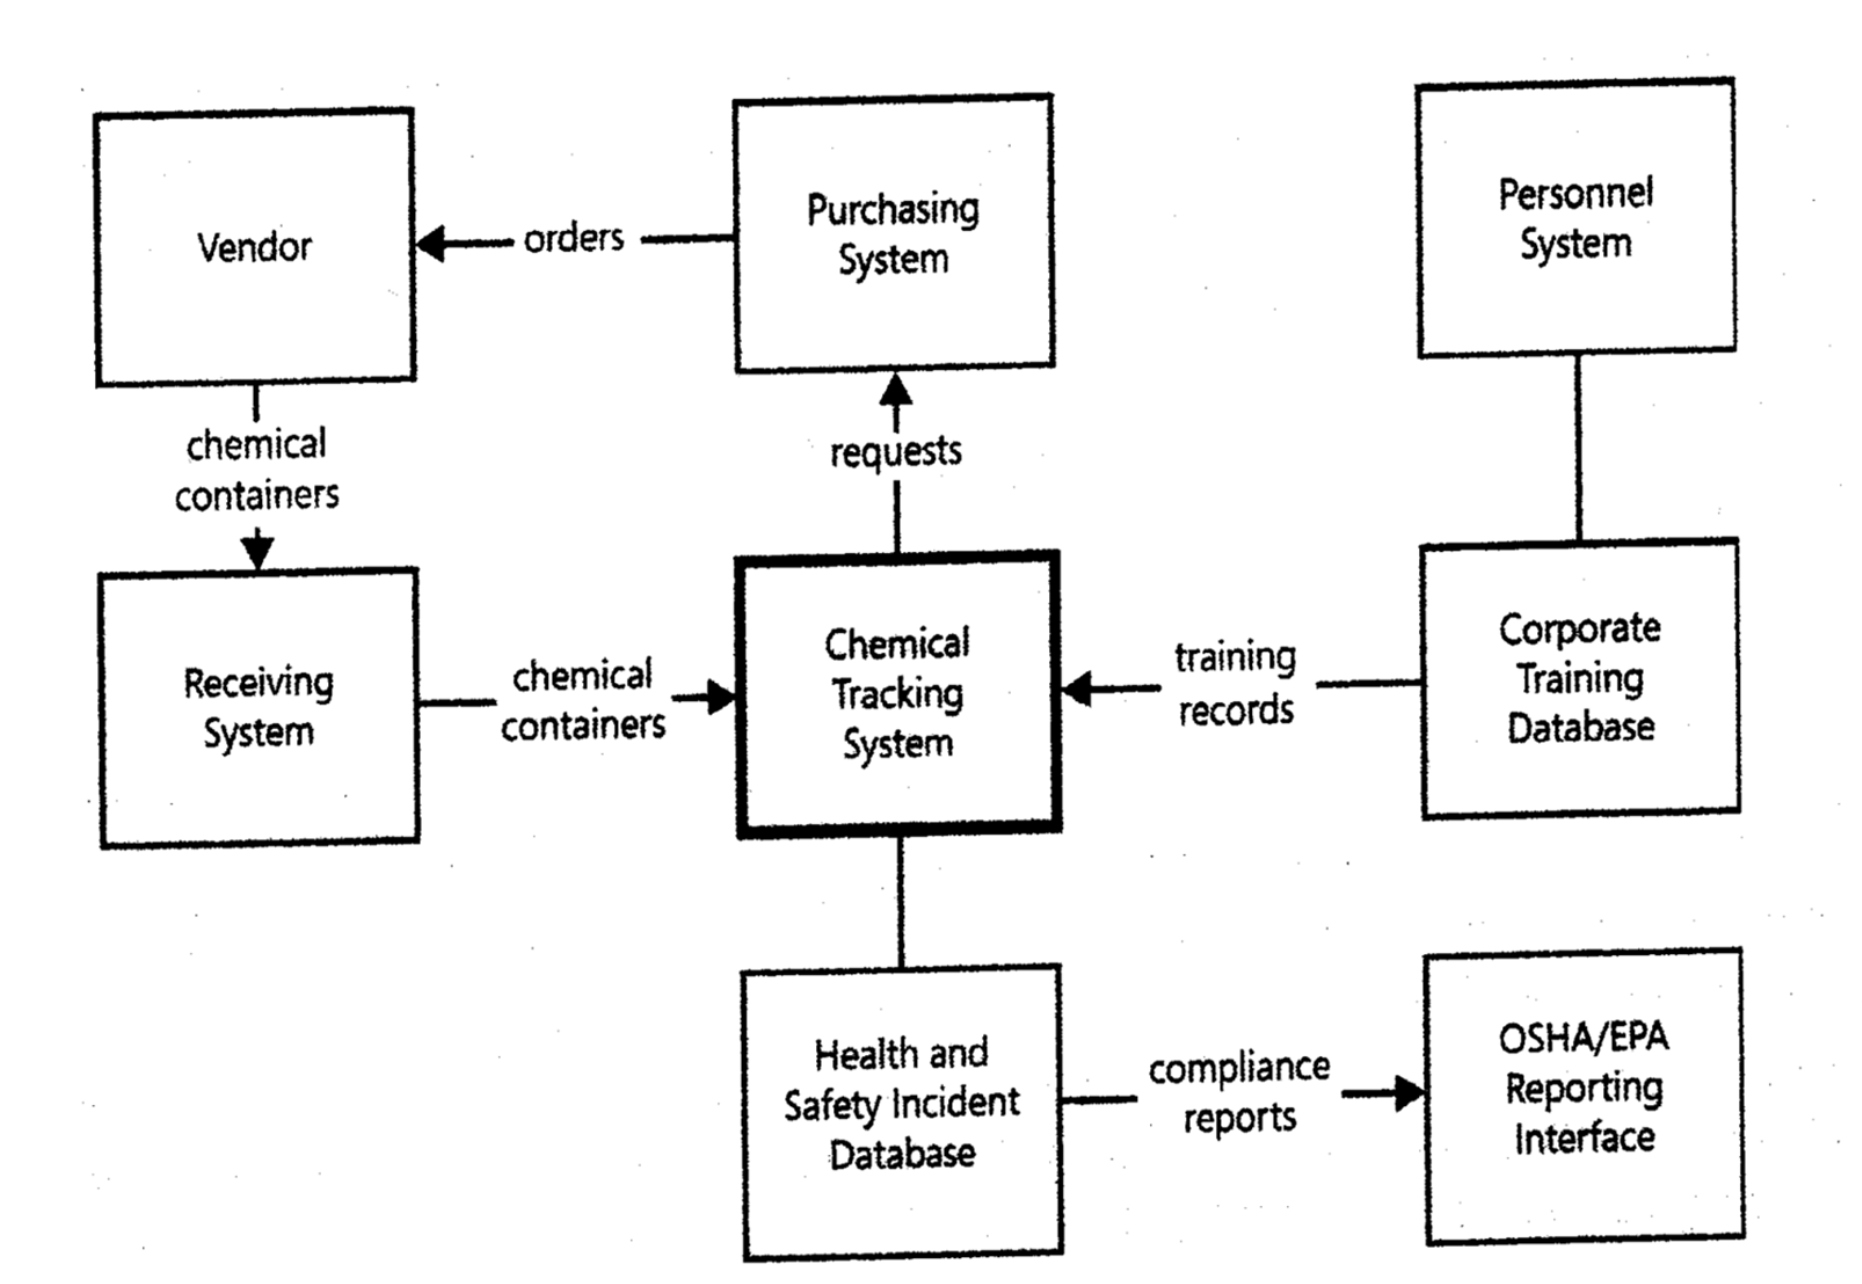 Vendor
orders
Purchasing
System
Personnel
System
chemical
containers
requests
Receiving
System
chemical
containers
Chemical
Tracking
System
training
records
Corporate
Training
Database
Health and
Safety Incident
Database
compliance
reports
OSHA/EPA
Reporting
Interface